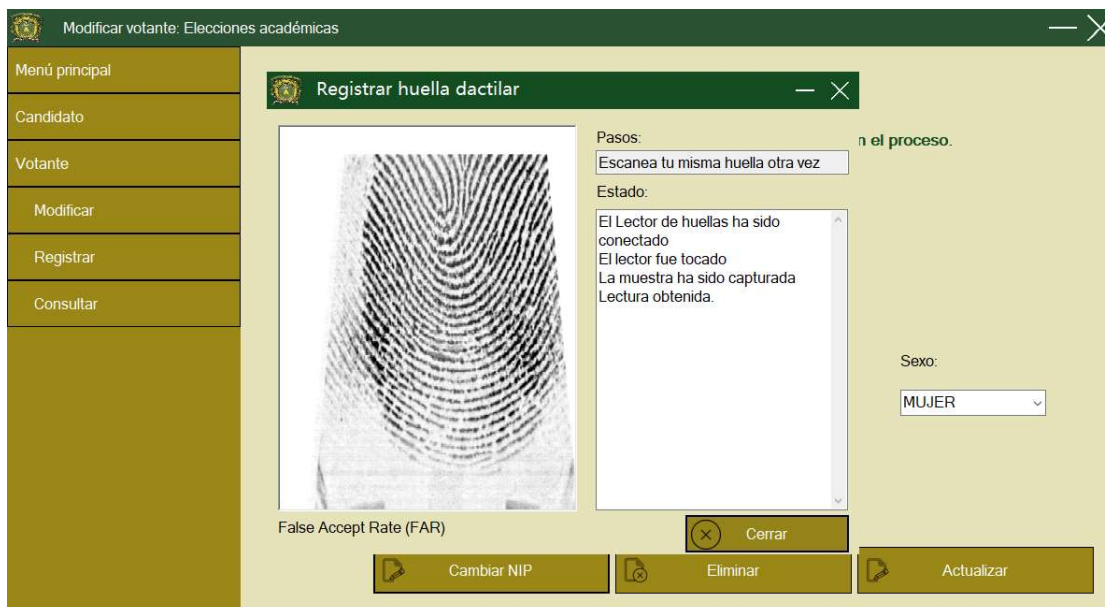 Modificar votante: Elecciones académicas
Menú principal
Candidato
Votante
Modificar
Registrar
Consultar
Registrar huella dactilar
Pasos:
Escanea tu misma huella otra vez
Estado:
El Lector de huellas ha sido
conectado
El lector fue tocado
La muestra ha sido capturada
Lectura obtenida.
False Accept Rate (FAR)
Cerrar
n el proceso.
Sexo:
MUJER
Cambiar NIP
Eliminar
Actualizar